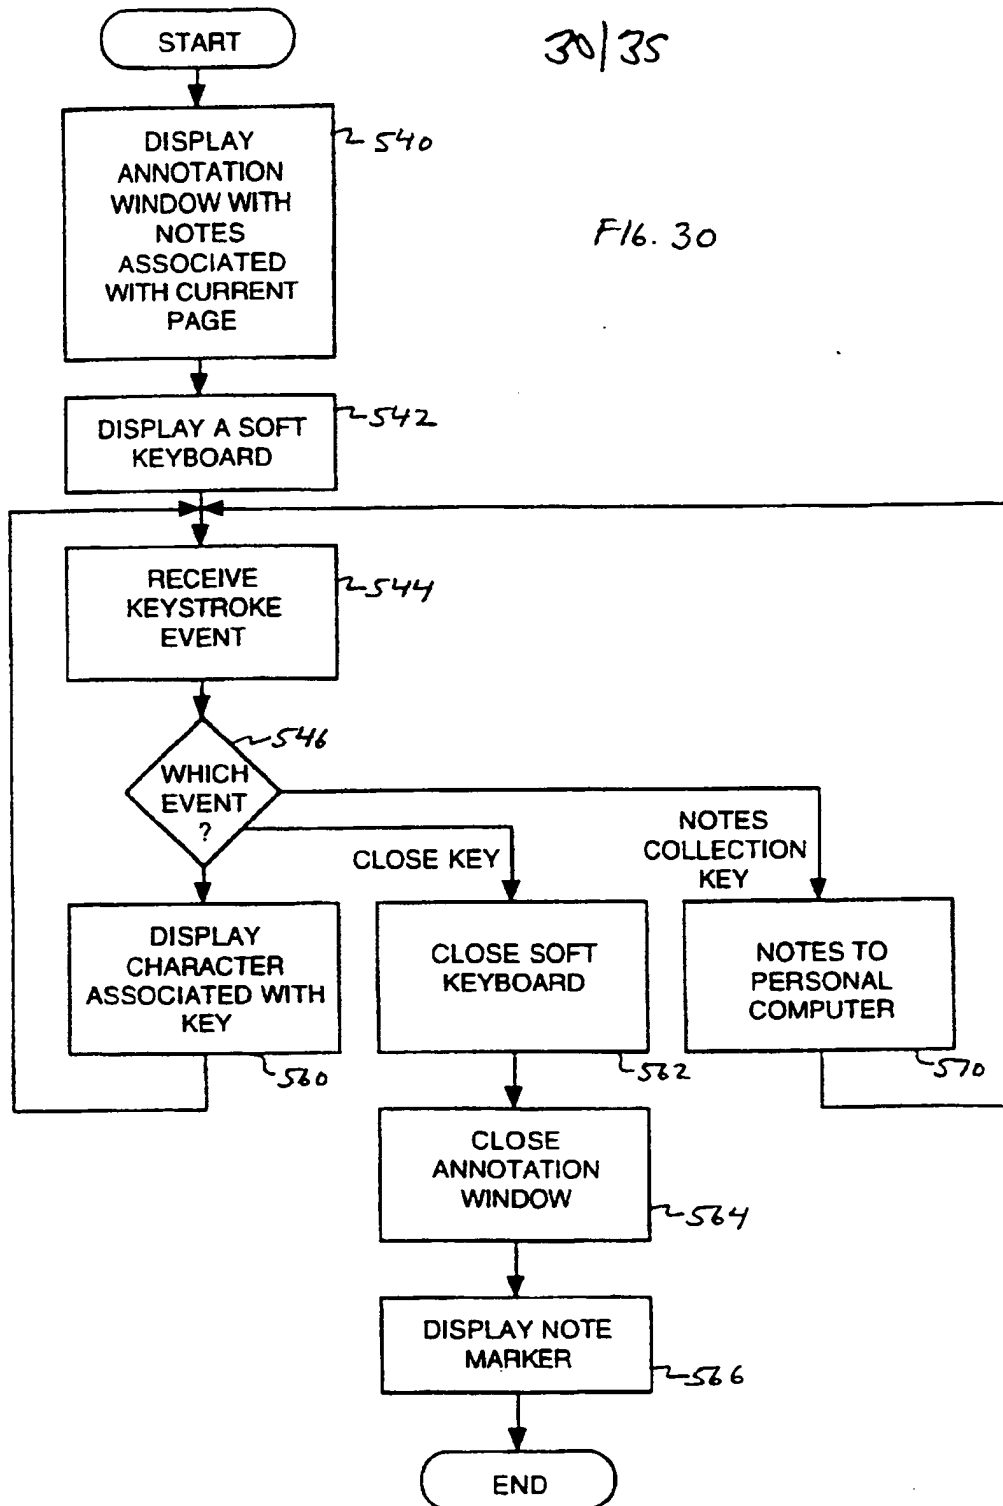 START
30/35
DISPLAY
ANNOTATION
WINDOW WITH
NOTES
ASSOCIATED
WITH CURRENT
PAGE
540
FIG. 30
DISPLAY A SOFT
KEYBOARD
542
RECEIVE
KEYSTROKE
EVENT
544
WHICH
EVENT
?
546
CLOSE KEY
NOTES
COLLECTION
KEY
DISPLAY
CHARACTER
ASSOCIATED WITH
KEY
560
CLOSE SOFT
KEYBOARD
562
NOTES TO
PERSONAL
COMPUTER
570
CLOSE
ANNOTATION
WINDOW
564
DISPLAY NOTE
MARKER
566
END